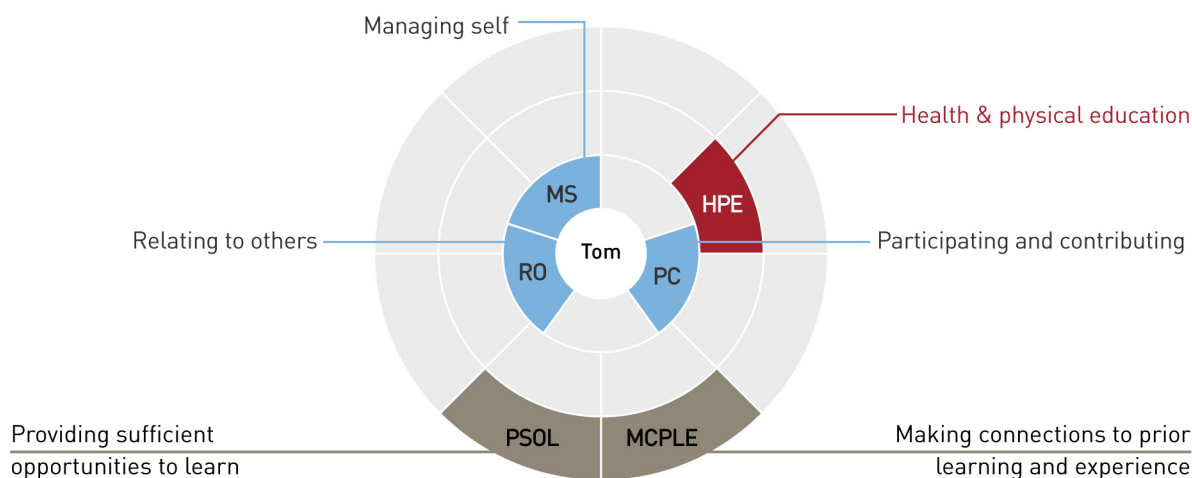 Managing self
Health & physical education
MS
HPE
Relating to others
Tom
Participating and contributing
RO
PC
Providing sufficient
opportunities to learn
PSOL
MCPLE
Making connections to prior
learning and experience